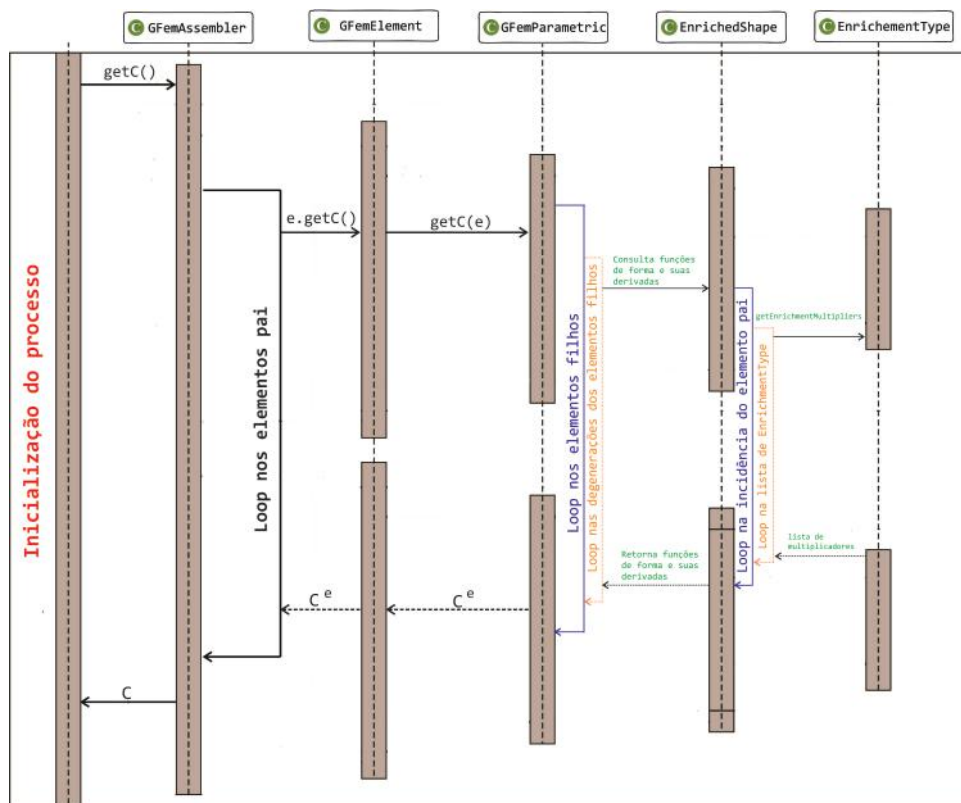 C GFemAssembler
C GFemElement
C GFemParametric
C EnrichedShape
C EnrichementType
getC()
e.getC()
getC(e)
Consulta funções
de forma e suas
derivadas
getEnrichmentMultipliers
Inicialização do processo
Loop nos elementos pai
Loop nos elementos filhos
Loop nas degenerações dos elementos filhos
Loop na incidência do elemento pai
Loop na lista de EnrichmentType
lista de
multiplicadores
Retorna funções
de forma e suas
derivadas
C e
C e
C